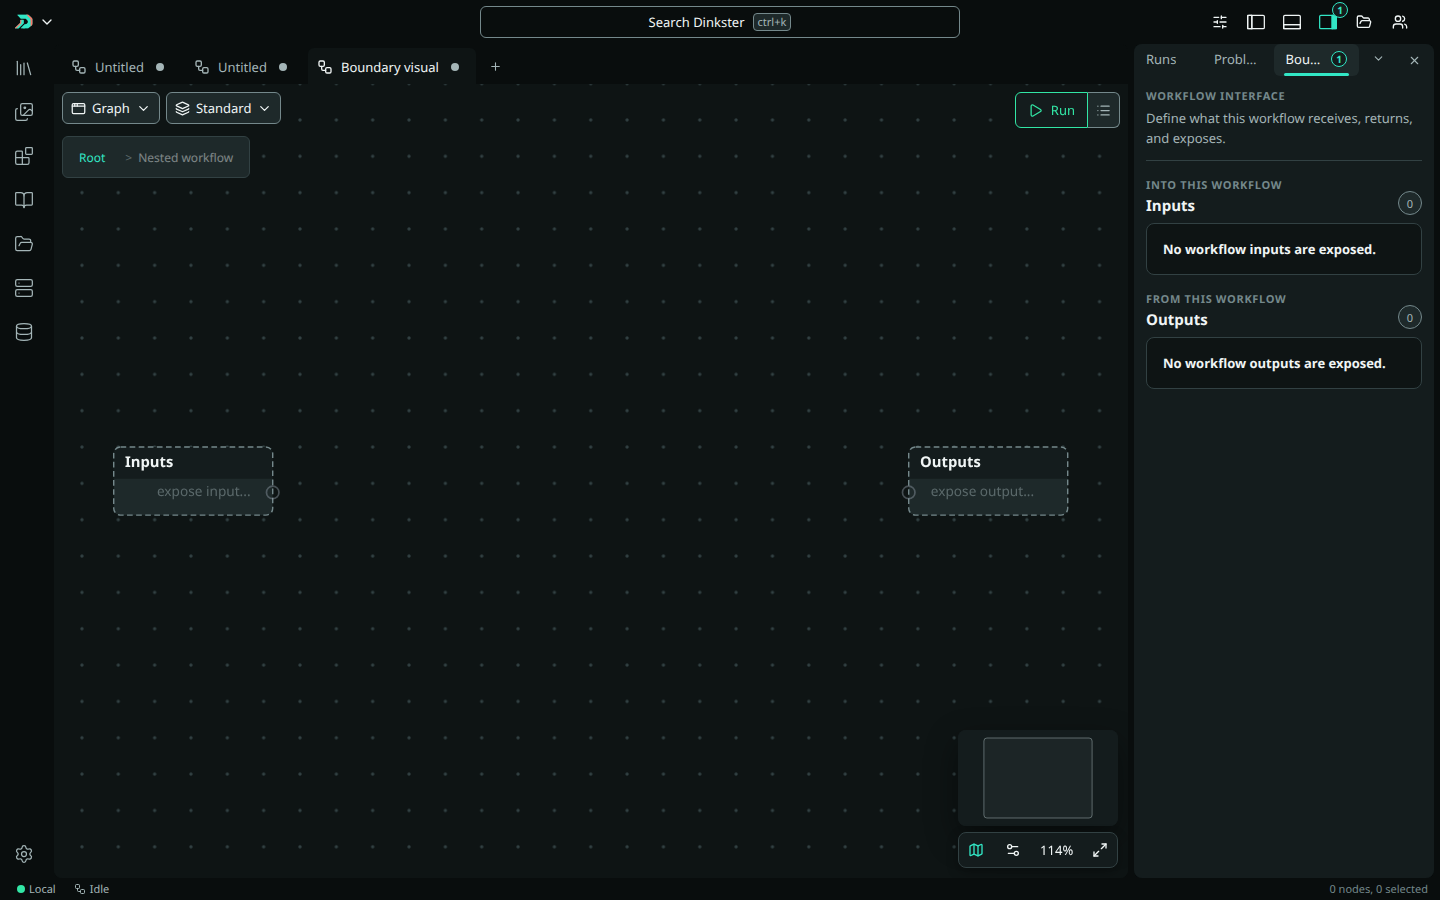 Search Dinkster ctrl+k
1
Untitled
Untitled
Boundary visual
Runs
Probl...
Bou... 1
Graph
Standard
Run
Root > Nested workflow
WORKFLOW INTERFACE
Define what this workflow receives, returns,
and exposes.
INTO THIS WORKFLOW
Inputs
0
No workflow inputs are exposed.
FROM THIS WORKFLOW
Outputs
0
No workflow outputs are exposed.
Inputs
expose input...
Outputs
expose output...
114%
Local
Idle
0 nodes, 0 selected